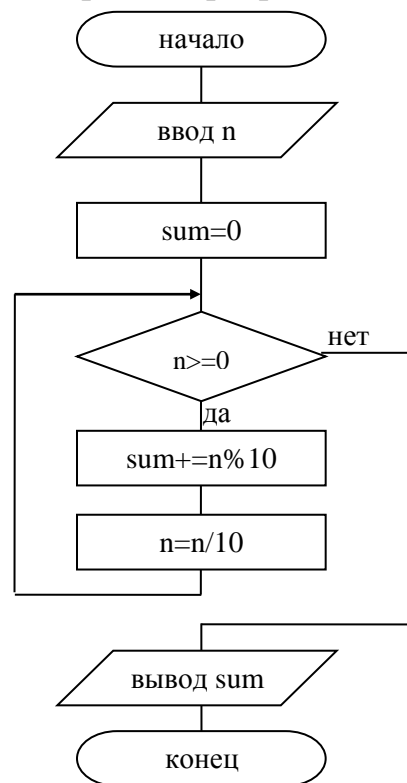 начало
ввод n
sum=0
n>=0
нет
да
sum+=n%10
n=n/10
вывод sum
конец